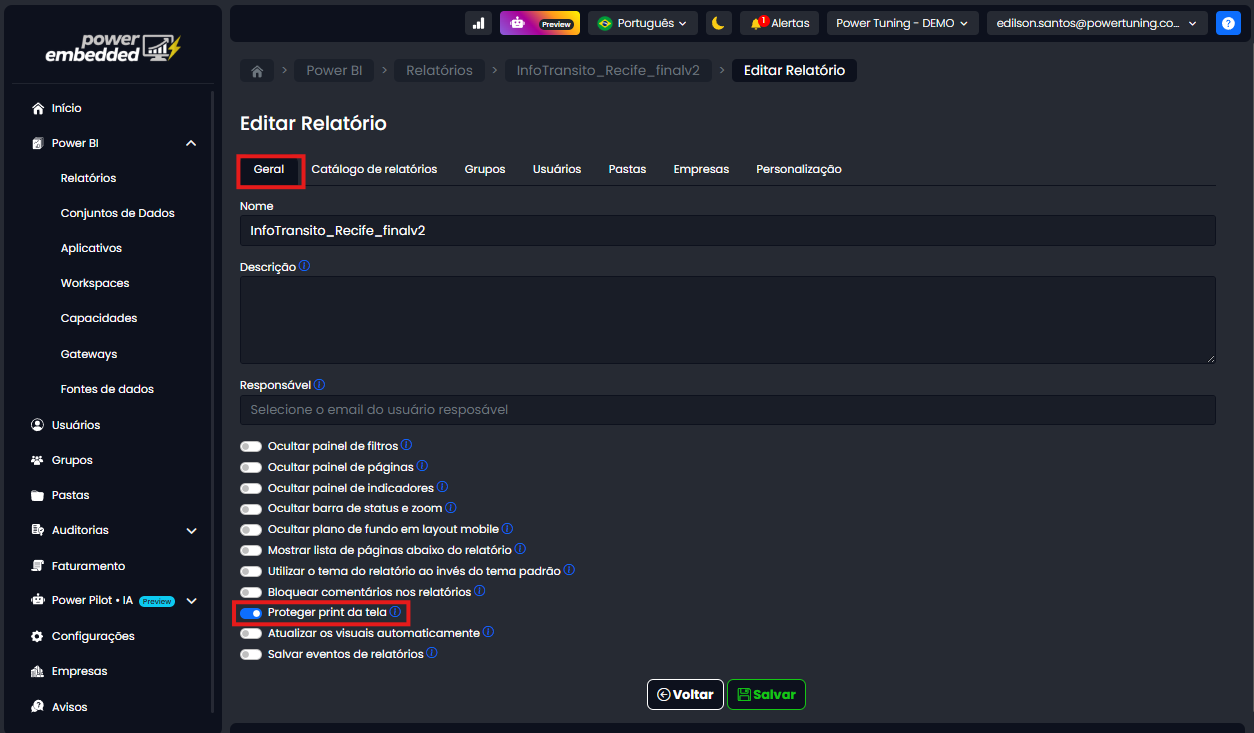 power
embedded
Preview
Português
1
Alertas
Power Tuning - DEMO
edilson.santos@powertuning.co...
?
Power BI
Relatórios
InfoTransito_Recife_finalv2
Editar Relatório
Início
Power BI
Relatórios
Conjuntos de Dados
Aplicativos
Workspaces
Capacidades
Gateways
Fontes de dados
Usuários
Grupos
Pastas
Auditorias
Faturamento
Power Pilot • IA Preview
Configurações
Empresas
Avisos
Editar Relatório
Geral
Catálogo de relatórios
Grupos
Usuários
Pastas
Empresas
Personalização
Nome
InfoTransito_Recife_finalv2
Descrição
Responsável
Selecione o email do usuário resposável
Ocultar painel de filtros
Ocultar painel de páginas
Ocultar painel de indicadores
Ocultar barra de status e zoom
Ocultar plano de fundo em layout mobile
Mostrar lista de páginas abaixo do relatório
Utilizar o tema do relatório ao invés do tema padrão
Bloquear comentários nos relatórios
Proteger print da tela
Atualizar os visuais automaticamente
Salvar eventos de relatórios
Voltar
Salvar